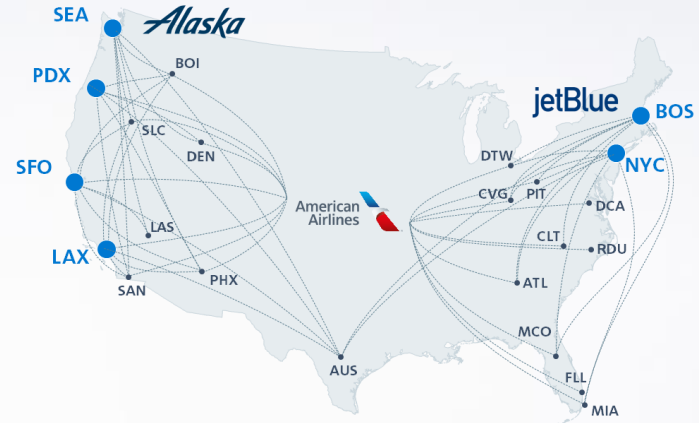 SEA
Alaska
BOI
PDX
jetBlue
BOS
SLC
DEN
DTW
NYC
SFO
CVG
PIT
American
Airlines
DCA
LAS
CLT
RDU
LAX
PHX
SAN
ATL
MCO
AUS
FLL
MIA